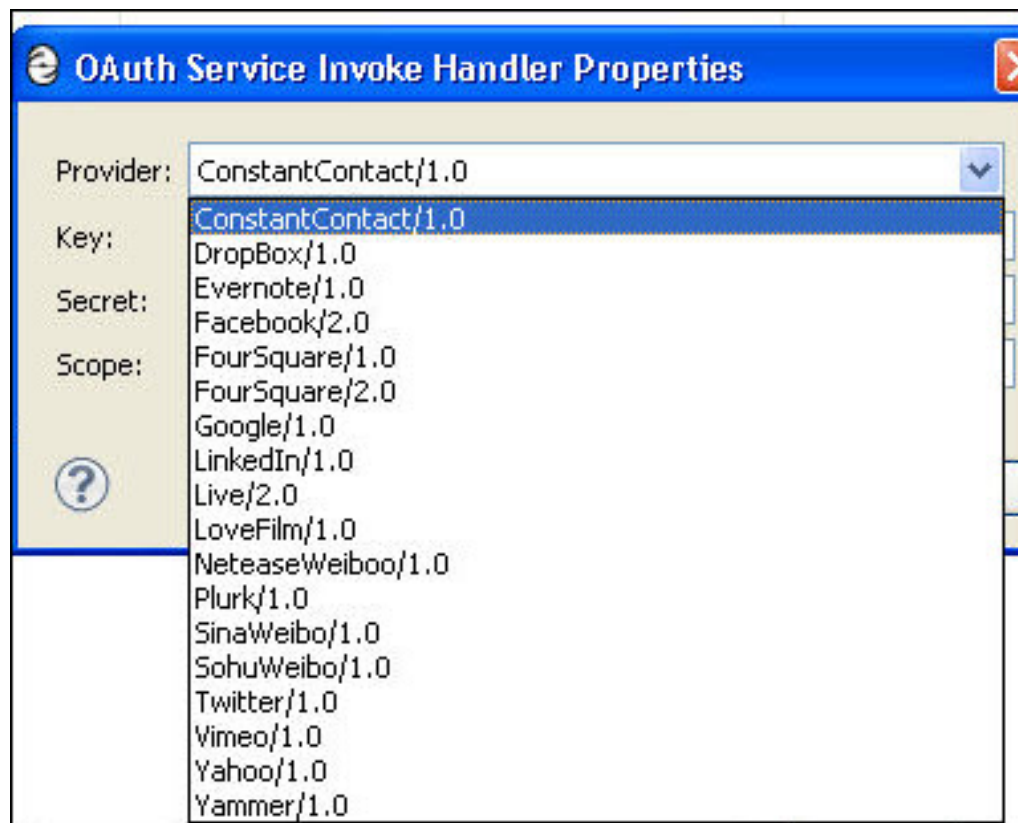 OAuth Service Invoke Handler Properties
Provider: ConstantContact/1.0
ConstantContact/1.0
Key:
DropBox/1.0
Evernote/1.0
Secret:
Facebook/2.0
FourSquare/1.0
Scope:
FourSquare/2.0
Google/1.0
LinkedIn/1.0
Live/2.0
LoveFilm/1.0
NeteaseWeiboo/1.0
Plurk/1.0
SinaWeibo/1.0
SohuWeibo/1.0
Twitter/1.0
Vimeo/1.0
Yahoo/1.0
Yammer/1.0